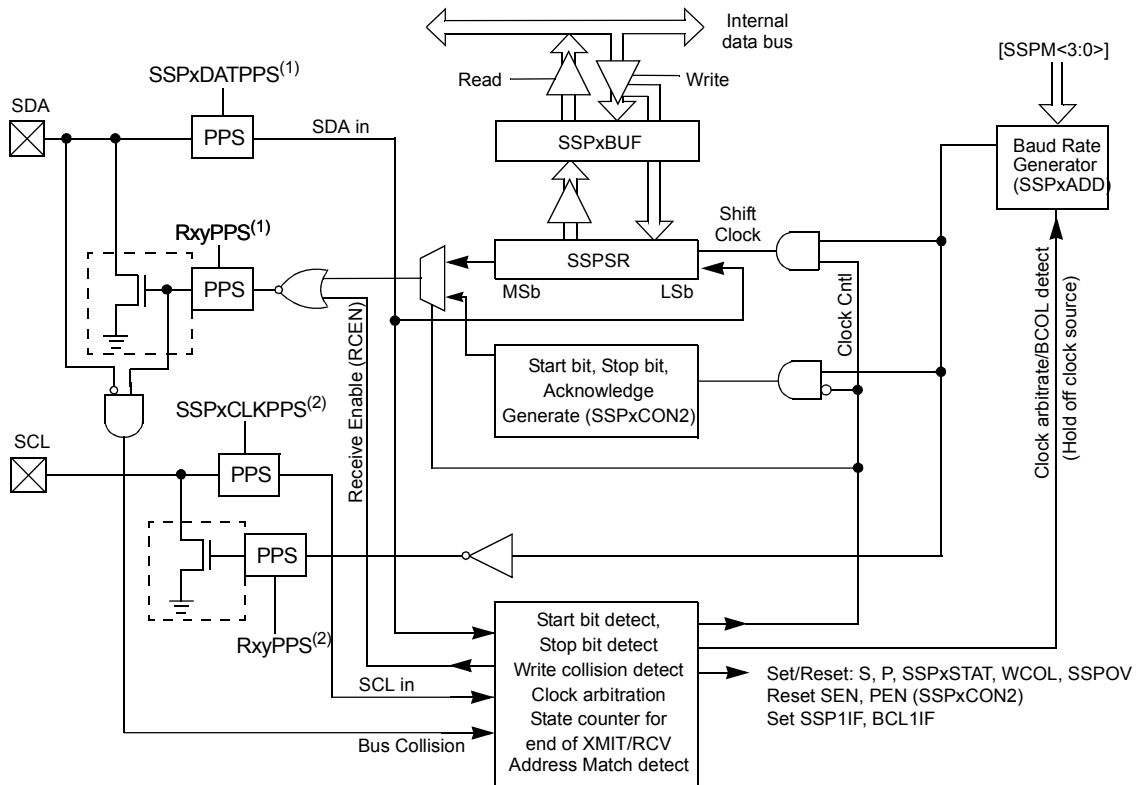 Internal
data bus
SSPxDATPPS(1)
Read
Write
[SSPM<3:0>]
SDA
PPS
SDA in
SSPxBUF
Baud Rate
Generator
(SSPxADD)
RxyPPS(1)
Shift
Clock
PPS
SSPSR
MSb
LSb
Receive Enable (RCEN)
Clock Cntl
Clock arbitrate/BCOL detect
(Hold off clock source)
Start bit, Stop bit,
Acknowledge
Generate (SSPxCON2)
SSPxCLKPPS(2)
SCL
PPS
PPS
RxyPPS(2)
SCL in
Bus Collision
Start bit detect,
Stop bit detect
Write collision detect
Clock arbitration
State counter for
end of XMIT/RCV
Address Match detect
Set/Reset: S, P, SSPxSTAT, WCOL, SSPOV
Reset SEN, PEN (SSPxCON2)
Set SSP1IF, BCL1IF